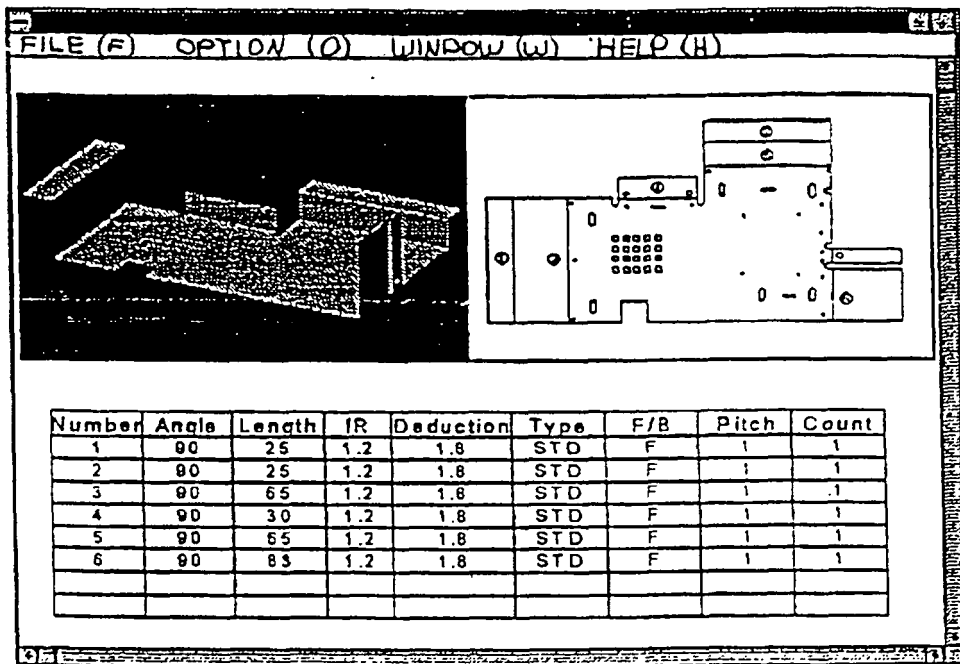 FILE (F) OPTION (O) WINDOW (W) HELP (H)
Number Angle Length IR Deduction Type F/B Pitch Count
1 90 25 1.2 1.8 STD F 1 1
2 90 25 1.2 1.8 STD F 1 1
3 90 65 1.2 1.8 STD F 1 1
4 90 30 1.2 1.8 STD F 1 1
5 90 65 1.2 1.8 STD F 1 1
6 90 83 1.2 1.8 STD F 1 1